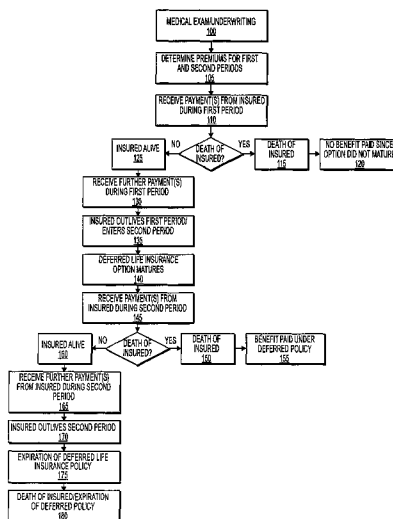 MEDICAL EXAM/UNDERWRITING
100
DETERMINE PREMIUMS FOR FIRST
AND SECOND PERIODS
105
RECEIVE PAYMENT(S) FROM INSURED
DURING FIRST PERIOD
110
INSURED ALIVE
125
NO
DEATH OF
INSURED?
YES
DEATH OF
INSURED
115
NO BENEFIT PAID SINCE
OPTION DID NOT MATURE
120
RECEIVE FURTHER PAYMENT(S)
DURING FIRST PERIOD
INSURED OUTLIVES FIRST PERIOD/
ENTERS SECOND PERIOD
135
DEFERRED LIFE INSURANCE
OPTION MATURES
140
RECEIVE PAYMENT(S) FROM
INSURED DURING SECOND PERIOD
145
INSURED ALIVE
160
NO
DEATH OF
INSURED?
YES
DEATH OF
INSURED
150
BENEFIT PAID UNDER
DEFERRED POLICY
155
RECEIVE FURTHER PAYMENT(S)
FROM INSURED DURING SECOND
PERIOD
165
INSURED OUTLIVES SECOND PERIOD
170
EXPIRATION OF DEFERRED LIFE
INSURANCE POLICY
175
DEATH OF INSURED/EXPIRATION
OF DEFERRED POLICY
180